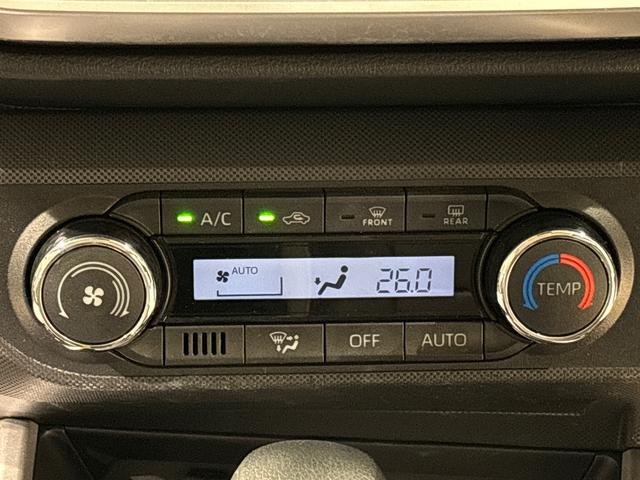 A/C FRONT REAR
AUTO 26.0
TEMP
OFF AUTO